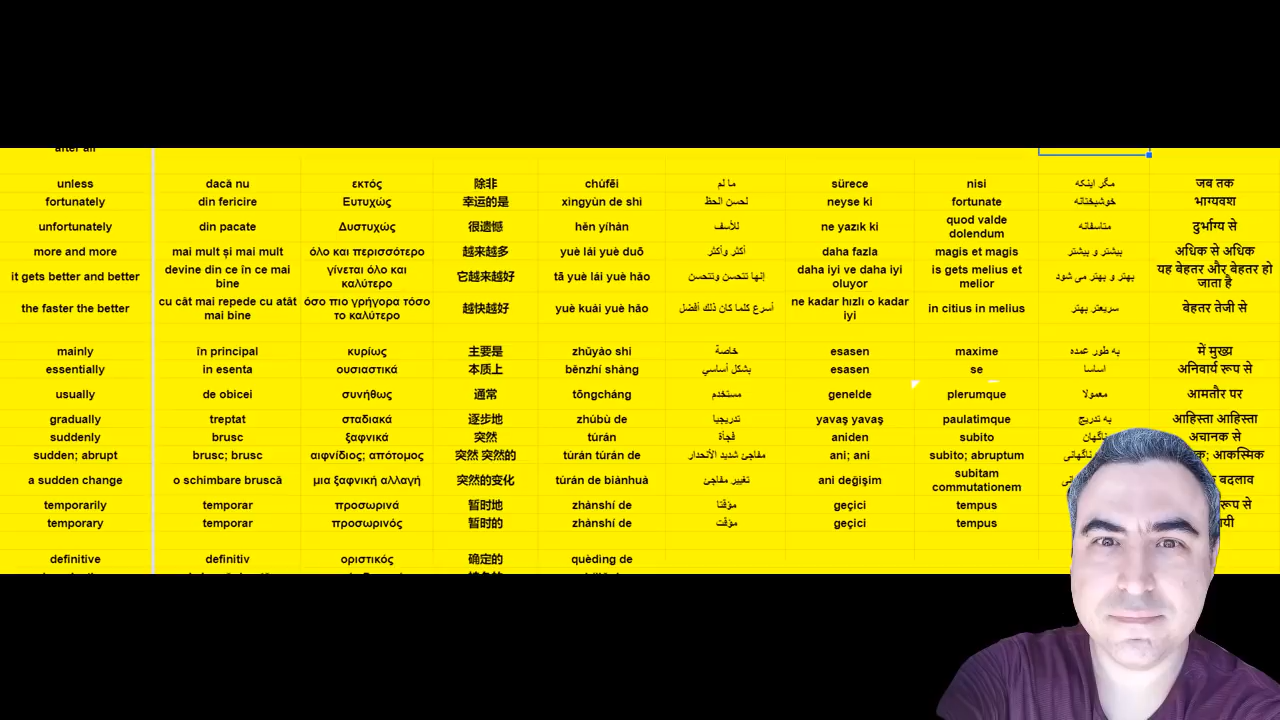 after all
unless dacă nu εκτός 除非 chúfēi ما لم sürece nisi مگر اینکه जब तक
fortunately din fericire Ευτυχώς 幸运的是 xìngyùn de shì لحسن الحظ neyse ki fortunate خوشبختانه भाग्यवश
unfortunately din pacate Δυστυχώς 很遗憾 hěn yíhàn للأسف ne yazık ki quod valde dolendum متاسفانه दुर्भाग्य से
more and more mai mult și mai mult όλο και περισσότερο 越来越多 yuè lái yuè duō أكثر وأكثر daha fazla magis et magis بیشتر و بیشتر अधिक से अधिक
it gets better and better devine din ce în ce mai bine γίνεται όλο και καλύτερο 它越来越好 tā yuè lái yuè hǎo إنها تتحسن وتتحسن daha iyi ve daha iyi oluyor is gets melius et melior بهتر و بهتر می شود यह बेहतर और बेहतर हो जाता है
the faster the better cu cât mai repede cu atât mai bine όσο πιο γρήγορα τόσο το καλύτερο 越快越好 yuè kuài yuè hǎo أسرع كلما كان ذلك أفضل ne kadar hızlı o kadar iyi in citius in melius سریعتر بهتر बेहतर तेजी से
mainly în principal κυρίως 主要是 zhǔyào shi خاصة esasen maxime به طور عمده में मुख्य
essentially in esenta ουσιαστικά 本质上 běnzhí shàng بشكل أساسي esasen se اساسا अनिवार्य रूप से
usually de obicei συνήθως 通常 tōngcháng مستخدم genelde plerumque معمولا आमतौर पर
gradually treptat σταδιακά 逐步地 zhúbù de تدريجيا yavaş yavaş paulatimque به تدریج आहिस्ता आहिस्ता
suddenly brusc ξαφνικά 突然 túrán فجأة aniden subito ناگهان अचानक से
sudden; abrupt brusc; brusc αιφνίδιος; απότομος 突然 突然的 túrán túrán de مفاجئ شديد الأنحدار ani; ani subito; abruptum ناگهانی आकस्मिक
a sudden change o schimbare bruscă μια ξαφνική αλλαγή 突然的变化 túrán de biànhuà تغيير مفاجئ ani değişim subitam commutationem बदलाव
temporarily temporar προσωρινά 暂时地 zhànshí de مؤقتا geçici tempus रूप से
temporary temporar προσωρινός 暂时的 zhànshí de مؤقت geçici tempus
definitive definitiv οριστικός 确定的 quèdìng de